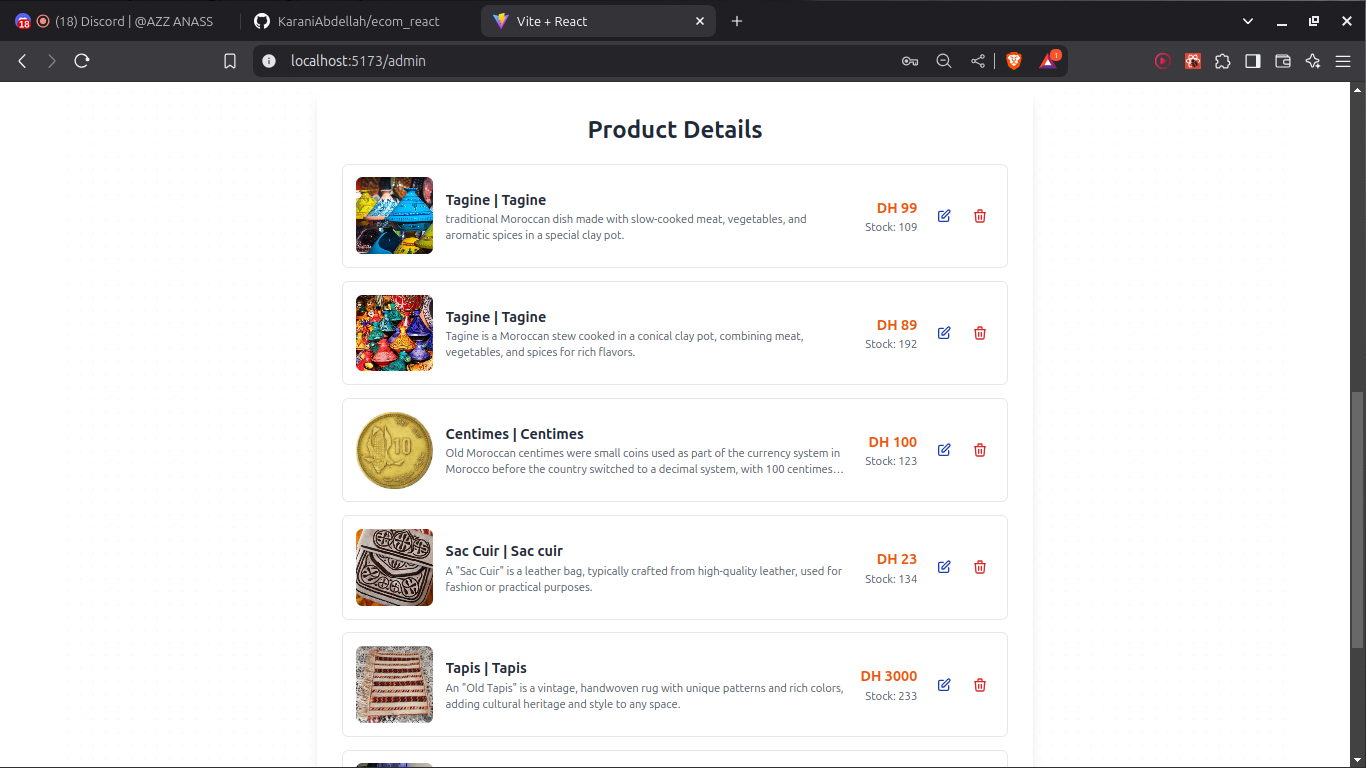 (18) Discord | @AZZ ANASS
KaraniAbdellah/ecom_react
Vite + React
localhost:5173/admin
Product Details
Tagine | Tagine
traditional Moroccan dish made with slow-cooked meat, vegetables, and
aromatic spices in a special clay pot.
DH 99
Stock: 109
Tagine | Tagine
Tagine is a Moroccan stew cooked in a conical clay pot, combining meat,
vegetables, and spices for rich flavors.
DH 89
Stock: 192
10
Centimes | Centimes
Old Moroccan centimes were small coins used as part of the currency system in
Morocco before the country switched to a decimal system, with 100 centimes…
DH 100
Stock: 123
Sac Cuir | Sac cuir
A "Sac Cuir" is a leather bag, typically crafted from high-quality leather, used for
fashion or practical purposes.
DH 23
Stock: 134
Tapis | Tapis
An "Old Tapis" is a vintage, handwoven rug with unique patterns and rich colors,
adding cultural heritage and style to any space.
DH 3000
Stock: 233